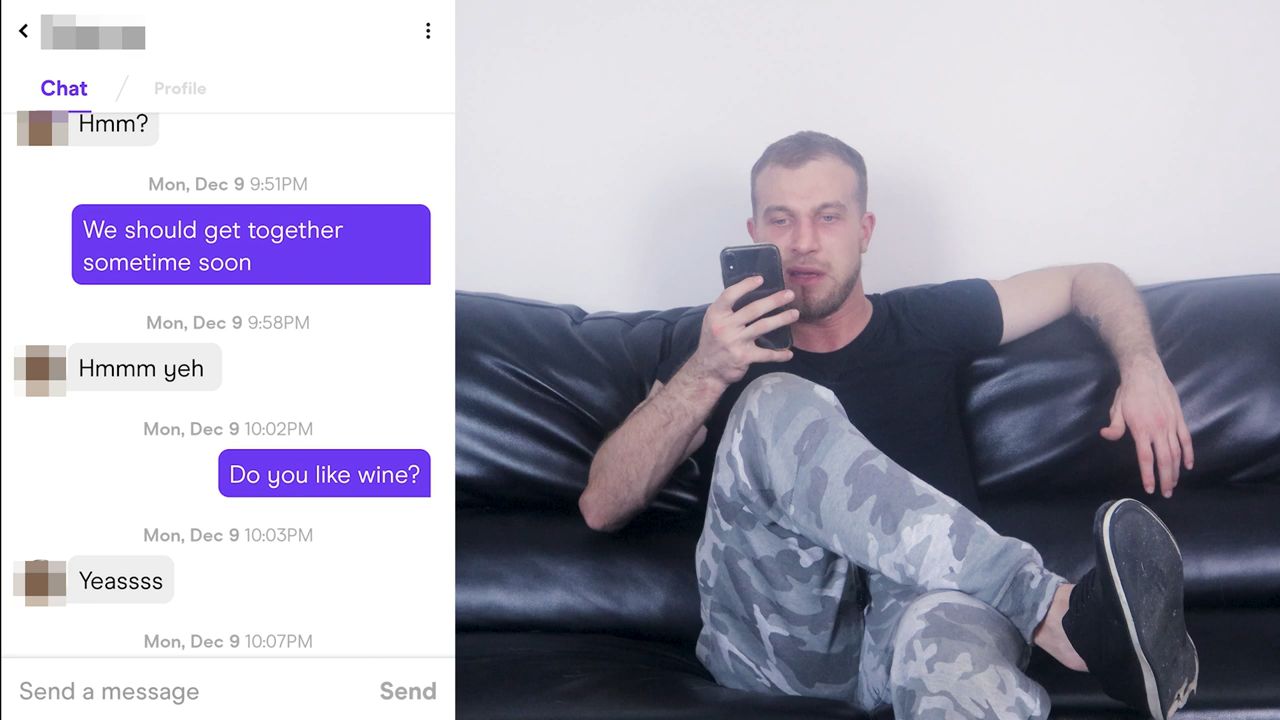 Chat / Profile
Hmm?
Mon, Dec 9 9:51PM
We should get together
sometime soon
Mon, Dec 9 9:58PM
Hmmm yeh
Mon, Dec 9 10:02PM
Do you like wine?
Mon, Dec 9 10:03PM
Yeassss
Mon, Dec 9 10:07PM
Send a message Send